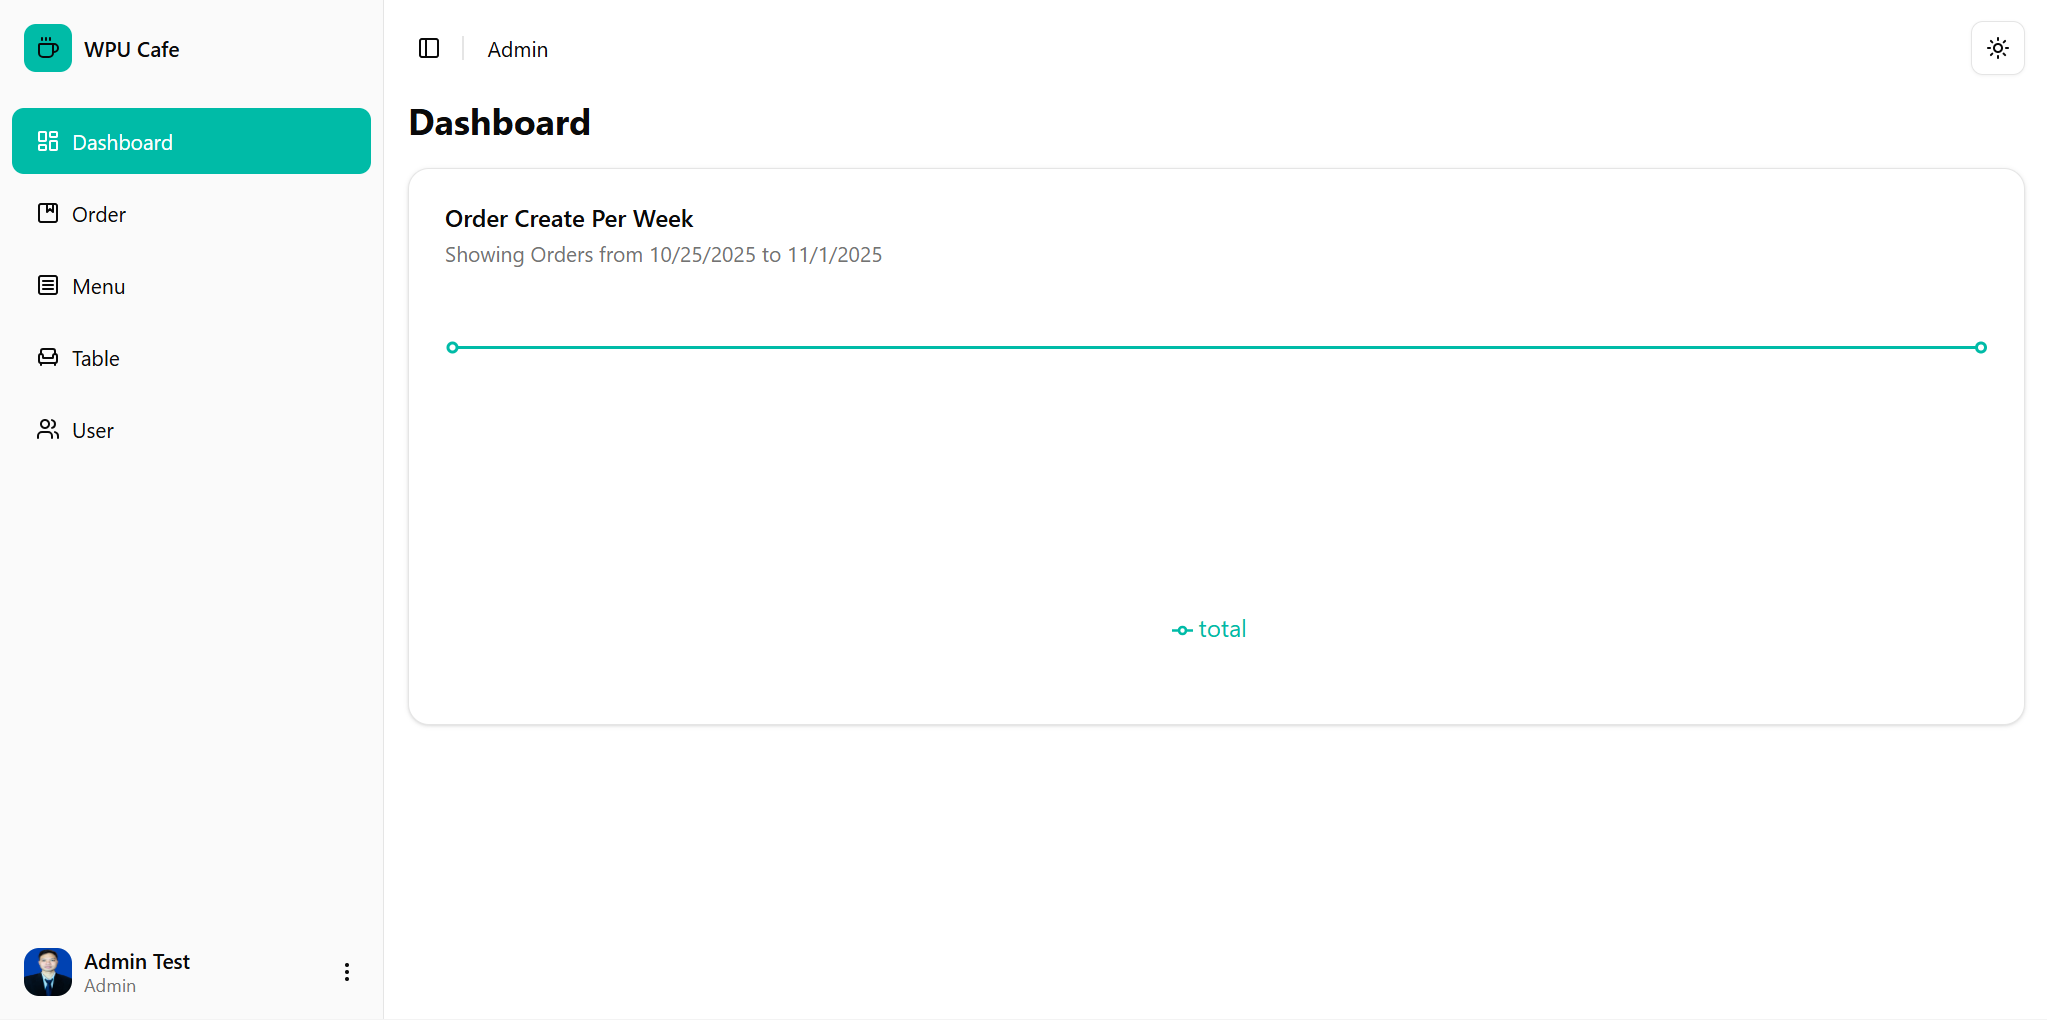 WPU Cafe
Dashboard
Order
Menu
Table
User
Admin Test
Admin
Admin
Dashboard
Order Create Per Week
Showing Orders from 10/25/2025 to 11/1/2025
total